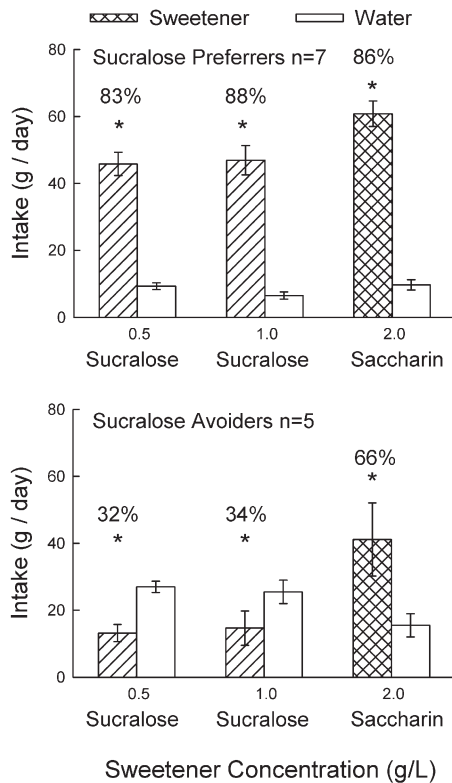 Sweetener Water
80
Sucralose Preferrers n=7
86%
83%
88%
*
*
*
60
40
20
0
Intake (g / day)
0.5 1.0 2.0
Sucralose Sucralose Saccharin
80
Sucralose Avoiders n=5
66%
*
60
32%
34%
*
*
40
20
0
Intake (g / day)
0.5 1.0 2.0
Sucralose Sucralose Saccharin
Sweetener Concentration (g/L)